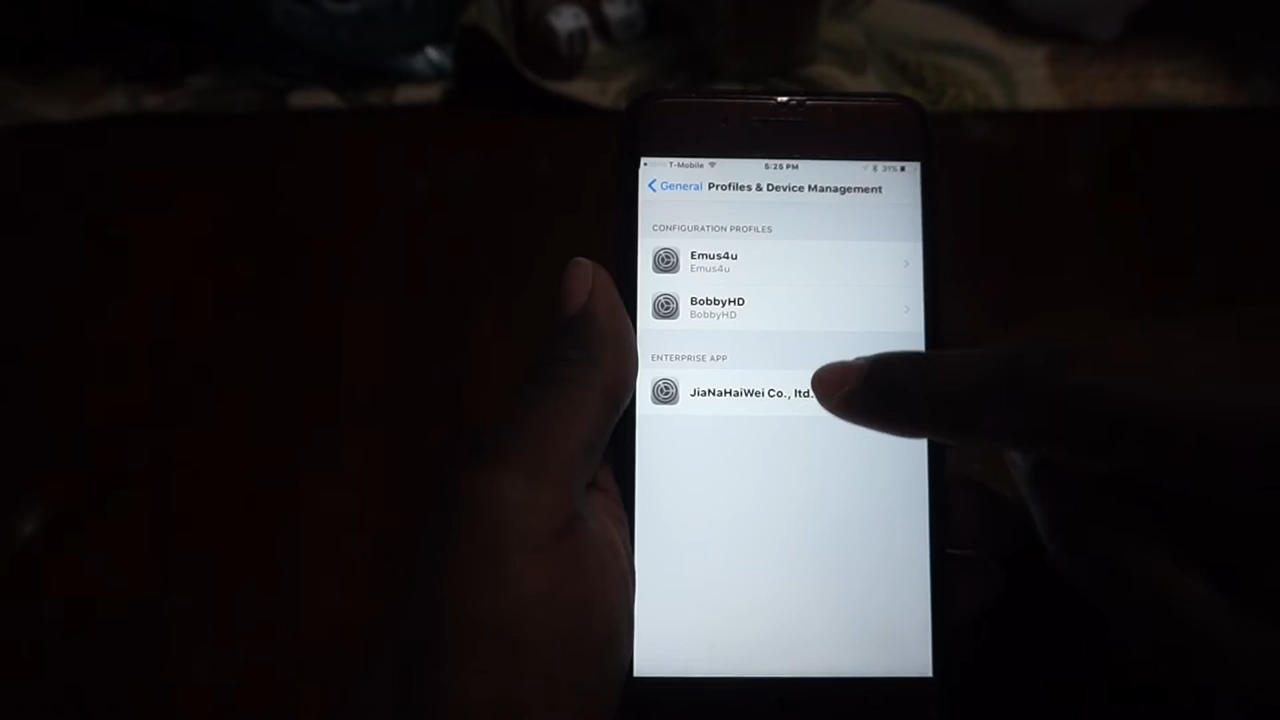 T-Mobile 5:25 PM 31%
General Profiles & Device Management
CONFIGURATION PROFILES
Emus4u
Emus4u
BobbyHD
BobbyHD
ENTERPRISE APP
JiaNaHaiWei Co., ltd.